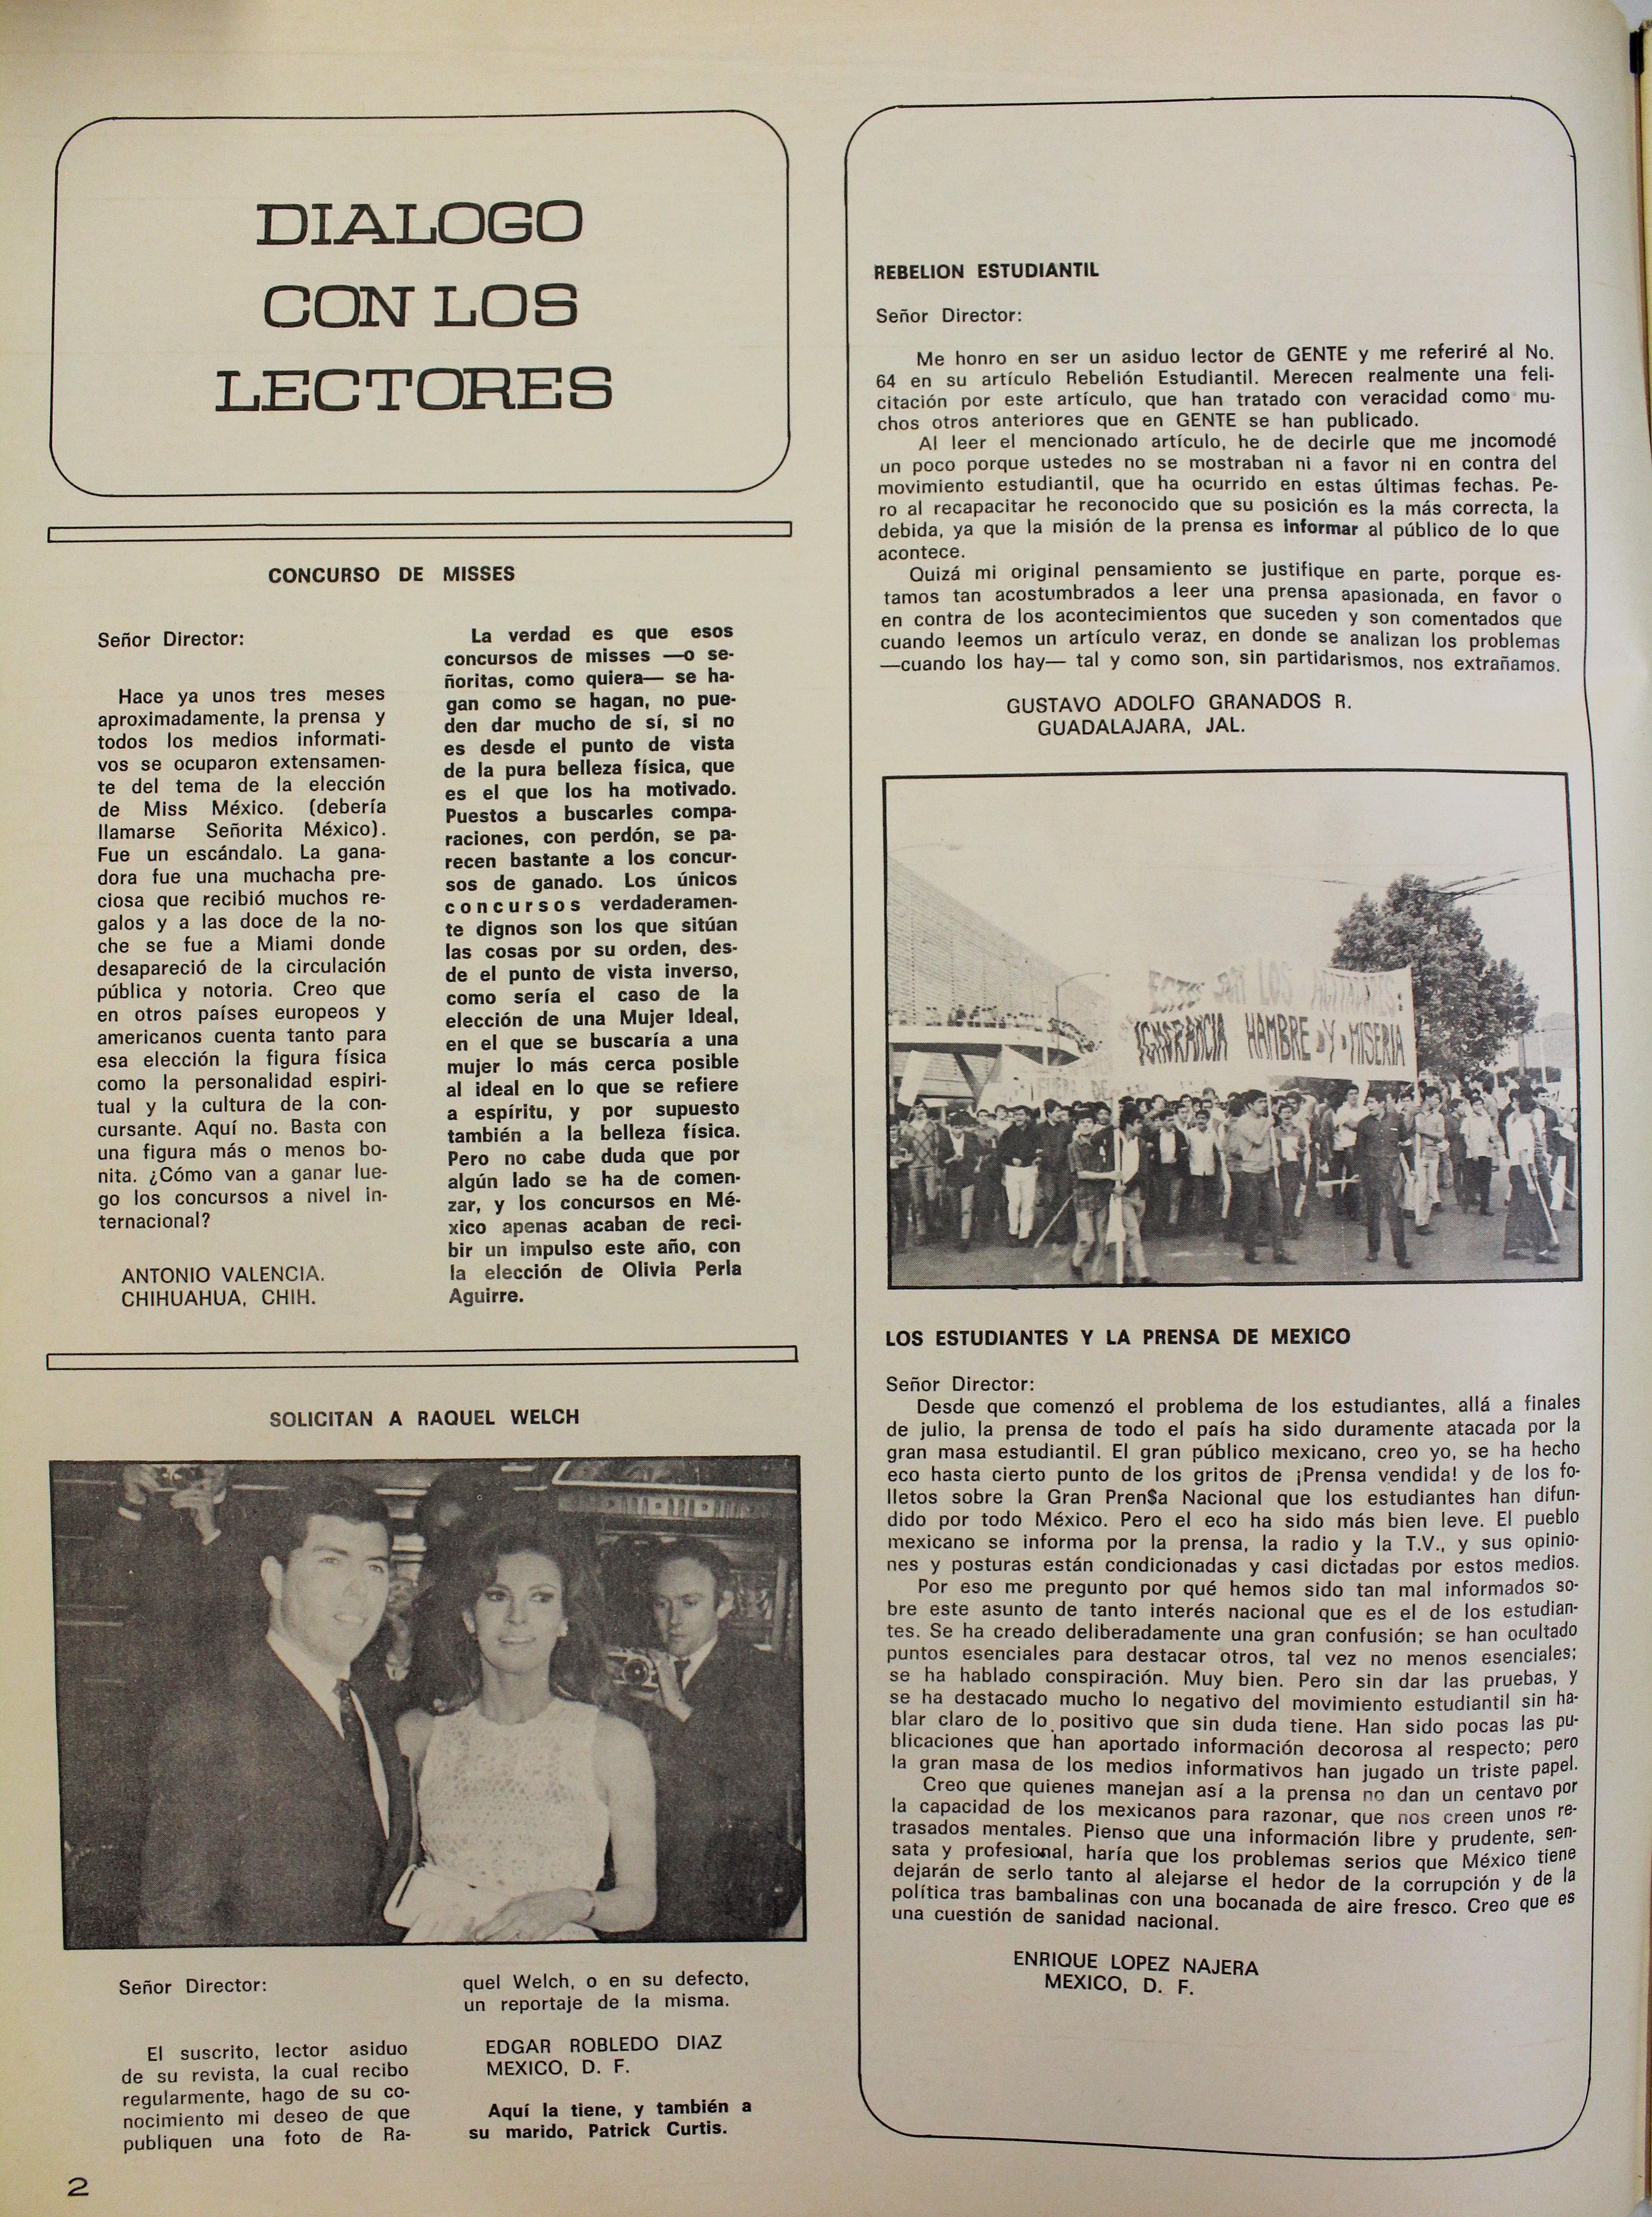 DIALOGO
CON LOS
LECTORES
CONCURSO DE MISSES
Señor Director:
Hace ya unos tres meses
aproximadamente, la prensa y
todos los medios informati-
vos se ocuparon extensamen-
te del tema de la elección
de Miss México. (debería
llamarse Señorita México).
Fue un escándalo. La gana-
dora fue una muchacha pre-
ciosa que recibió muchos re-
galos y a las doce de la no-
che se fue a Miami donde
desapareció de la circulación
pública y notoria. Creo que
en otros países europeos y
americanos cuenta tanto para
esa elección la figura física
como la personalidad espiri-
tual y la cultura de la con-
cursante. Aquí no. Basta con
una figura más o menos bo-
nita. ¿Cómo van a ganar lue-
go los concursos a nivel in-
ternacional?
ANTONIO VALENCIA.
CHIHUAHUA, CHIH.
La verdad es que esos
concursos de misses —o se-
ñoritas, como quiera— se ha-
gan como se hagan, no pue-
den dar mucho de sí, si no
es desde el punto de vista
de la pura belleza física, que
es el que los ha motivado.
Puestos a buscarles compa-
raciones, con perdón, se pa-
recen bastante a los concur-
sos de ganado. Los únicos
concursos verdaderamen-
te dignos son los que sitúan
las cosas por su orden, des-
de el punto de vista inverso,
como sería el caso de la
elección de una Mujer Ideal,
en el que se buscaría a una
mujer lo más cerca posible
al ideal en lo que se refiere
a espíritu, y por supuesto
también a la belleza física.
Pero no cabe duda que por
algún lado se ha de comen-
zar, y los concursos en Mé-
xico apenas acaban de reci-
bir un impulso este año, con
la elección de Olivia Perla
Aguirre.
SOLICITAN A RAQUEL WELCH
Señor Director:
El suscrito, lector asiduo
de su revista, la cual recibo
regularmente, hago de su co-
nocimiento mi deseo de que
publiquen una foto de Ra-
quel Welch, o en su defecto,
un reportaje de la misma.
EDGAR ROBLEDO DIAZ
MEXICO, D. F.
Aquí la tiene, y también a
su marido, Patrick Curtis.
2
REBELION ESTUDIANTIL
Señor Director:
Me honro en ser un asiduo lector de GENTE y me referiré al No.
64 en su artículo Rebelión Estudiantil. Merecen realmente una feli-
citación por este artículo, que han tratado con veracidad como mu-
chos otros anteriores que en GENTE se han publicado.
Al leer el mencionado artículo, he de decirle que me jncomodé
un poco porque ustedes no se mostraban ni a favor ni en contra del
movimiento estudiantil, que ha ocurrido en estas últimas fechas. Pe-
ro al recapacitar he reconocido que su posición es la más correcta, la
debida, ya que la misión de la prensa es informar al público de lo que
acontece.
Quizá mi original pensamiento se justifique en parte, porque es-
tamos tan acostumbrados a leer una prensa apasionada, en favor o
en contra de los acontecimientos que suceden y son comentados que
cuando leemos un artículo veraz, en donde se analizan los problemas
—cuando los hay— tal y como son, sin partidarismos, nos extrañamos.
GUSTAVO ADOLFO GRANADOS R.
GUADALAJARA, JAL.
ESTOS SON LOS AGITADORES:
IGNORANCIA HAMBRE Y MISERIA
LOS ESTUDIANTES Y LA PRENSA DE MEXICO
Señor Director:
Desde que comenzó el problema de los estudiantes, allá a finales
de julio, la prensa de todo el país ha sido duramente atacada por la
gran masa estudiantil. El gran público mexicano, creo yo, se ha hecho
eco hasta cierto punto de los gritos de ¡Prensa vendida! y de los fo-
lletos sobre la Gran Pren$a Nacional que los estudiantes han difun-
dido por todo México. Pero el eco ha sido más bien leve. El pueblo
mexicano se informa por la prensa, la radio y la T.V., y sus opinio-
nes y posturas están condicionadas y casi dictadas por estos medios.
Por eso me pregunto por qué hemos sido tan mal informados so-
bre este asunto de tanto interés nacional que es el de los estudian-
tes. Se ha creado deliberadamente una gran confusión; se han ocultado
puntos esenciales para destacar otros, tal vez no menos esenciales;
se ha hablado conspiración. Muy bien. Pero sin dar las pruebas, y
se ha destacado mucho lo negativo del movimiento estudiantil sin ha-
blar claro de lo positivo que sin duda tiene. Han sido pocas las pu-
blicaciones que han aportado información decorosa al respecto; pero
la gran masa de los medios informativos han jugado un triste papel.
Creo que quienes manejan así a la prensa no dan un centavo por
la capacidad de los mexicanos para razonar, que nos creen unos re-
trasados mentales. Pienso que una información libre y prudente, sen-
sata y profesional, haría que los problemas serios que México tiene
dejarán de serlo tanto al alejarse el hedor de la corrupción y de la
política tras bambalinas con una bocanada de aire fresco. Creo que es
una cuestión de sanidad nacional.
ENRIQUE LOPEZ NAJERA
MEXICO, D. F.